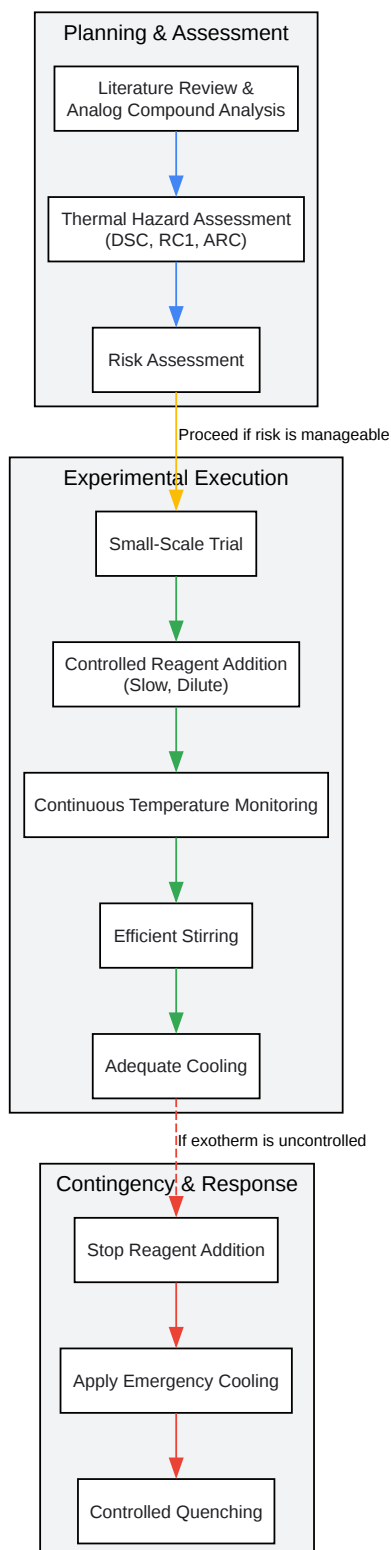 Planning & Assessment
Literature Review &
Analog Compound Analysis
Thermal Hazard Assessment
(DSC, RC1, ARC)
Risk Assessment
Proceed if risk is manageable
Experimental Execution
Small-Scale Trial
Controlled Reagent Addition
(Slow, Dilute)
Continuous Temperature Monitoring
Efficient Stirring
Adequate Cooling
If exotherm is uncontrolled
Contingency & Response
Stop Reagent Addition
Apply Emergency Cooling
Controlled Quenching